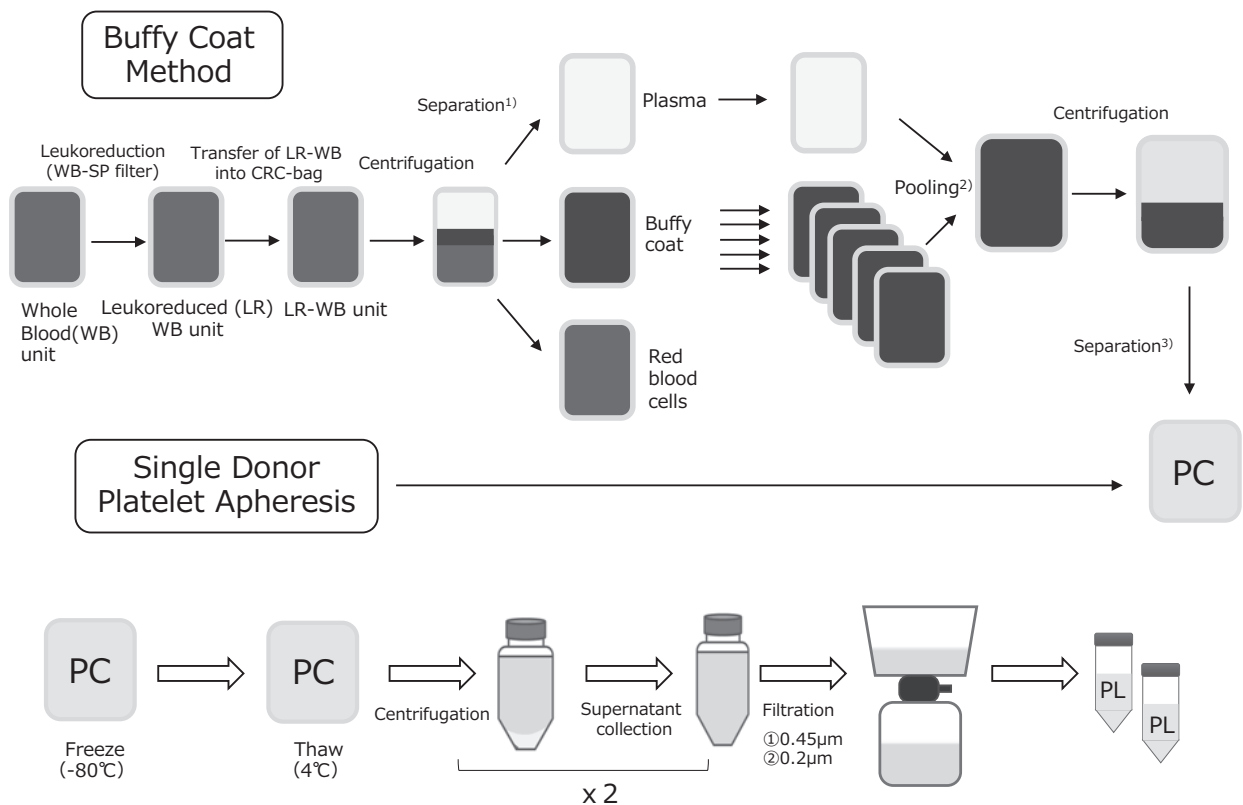 Buffy Coat
Method
Leukoreduction
(WB-SP filter)
Transfer of LR-WB
into CRC-bag
Centrifugation
Separation¹⁾
Plasma
Centrifugation
Buffy
coat
Pooling²⁾
Whole
Blood(WB)
unit
Leukoreduced (LR)
WB unit
LR-WB unit
Red
blood
cells
Separation³⁾
Single Donor
Platelet Apheresis
PC
PC
Freeze
(-80℃)
PC
Thaw
(4℃)
Centrifugation
Supernatant
collection
x 2
Filtration
①0.45µm
②0.2µm
PL
PL